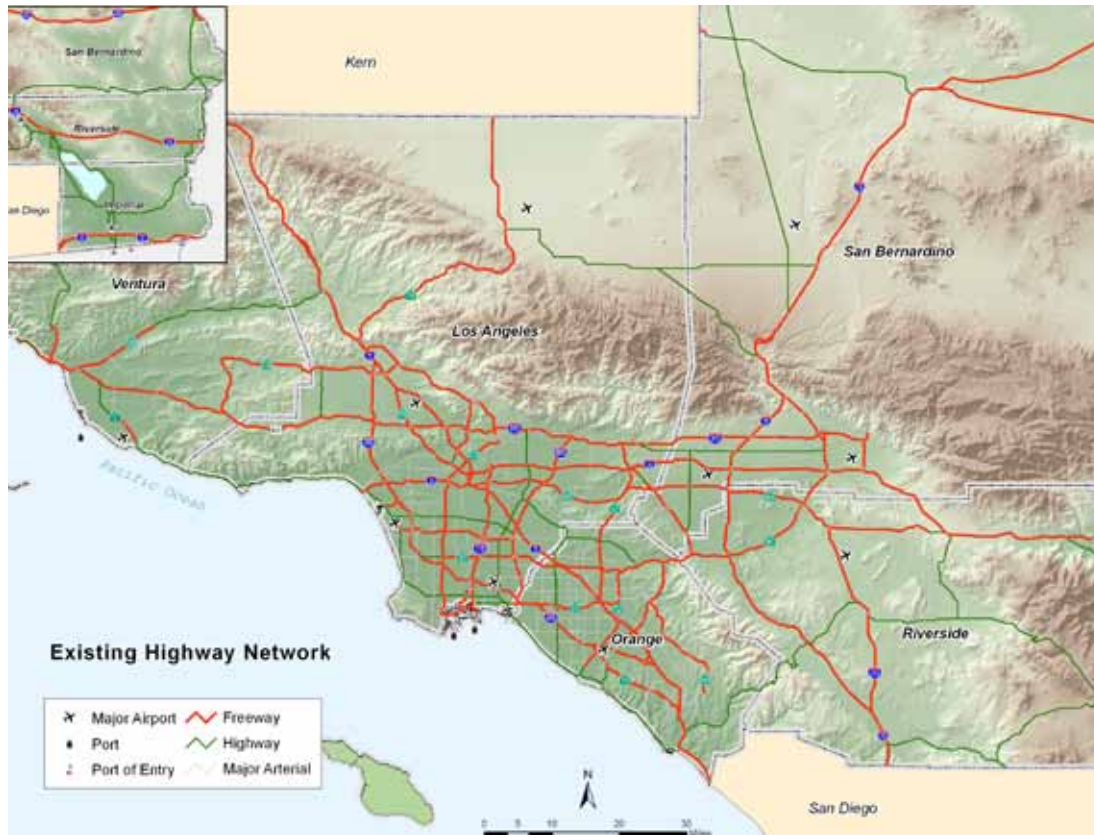 San Bernardino
Riverside
Imperial
an Diego
Kern
San Bernardino
Ventura
Los Angeles
Pacific Ocean
Orange
Riverside
San Diego
Existing Highway Network
Major Airport
Freeway
Port
Highway
Port of Entry
Major Arterial
N
0 5 10 20 30
Miles